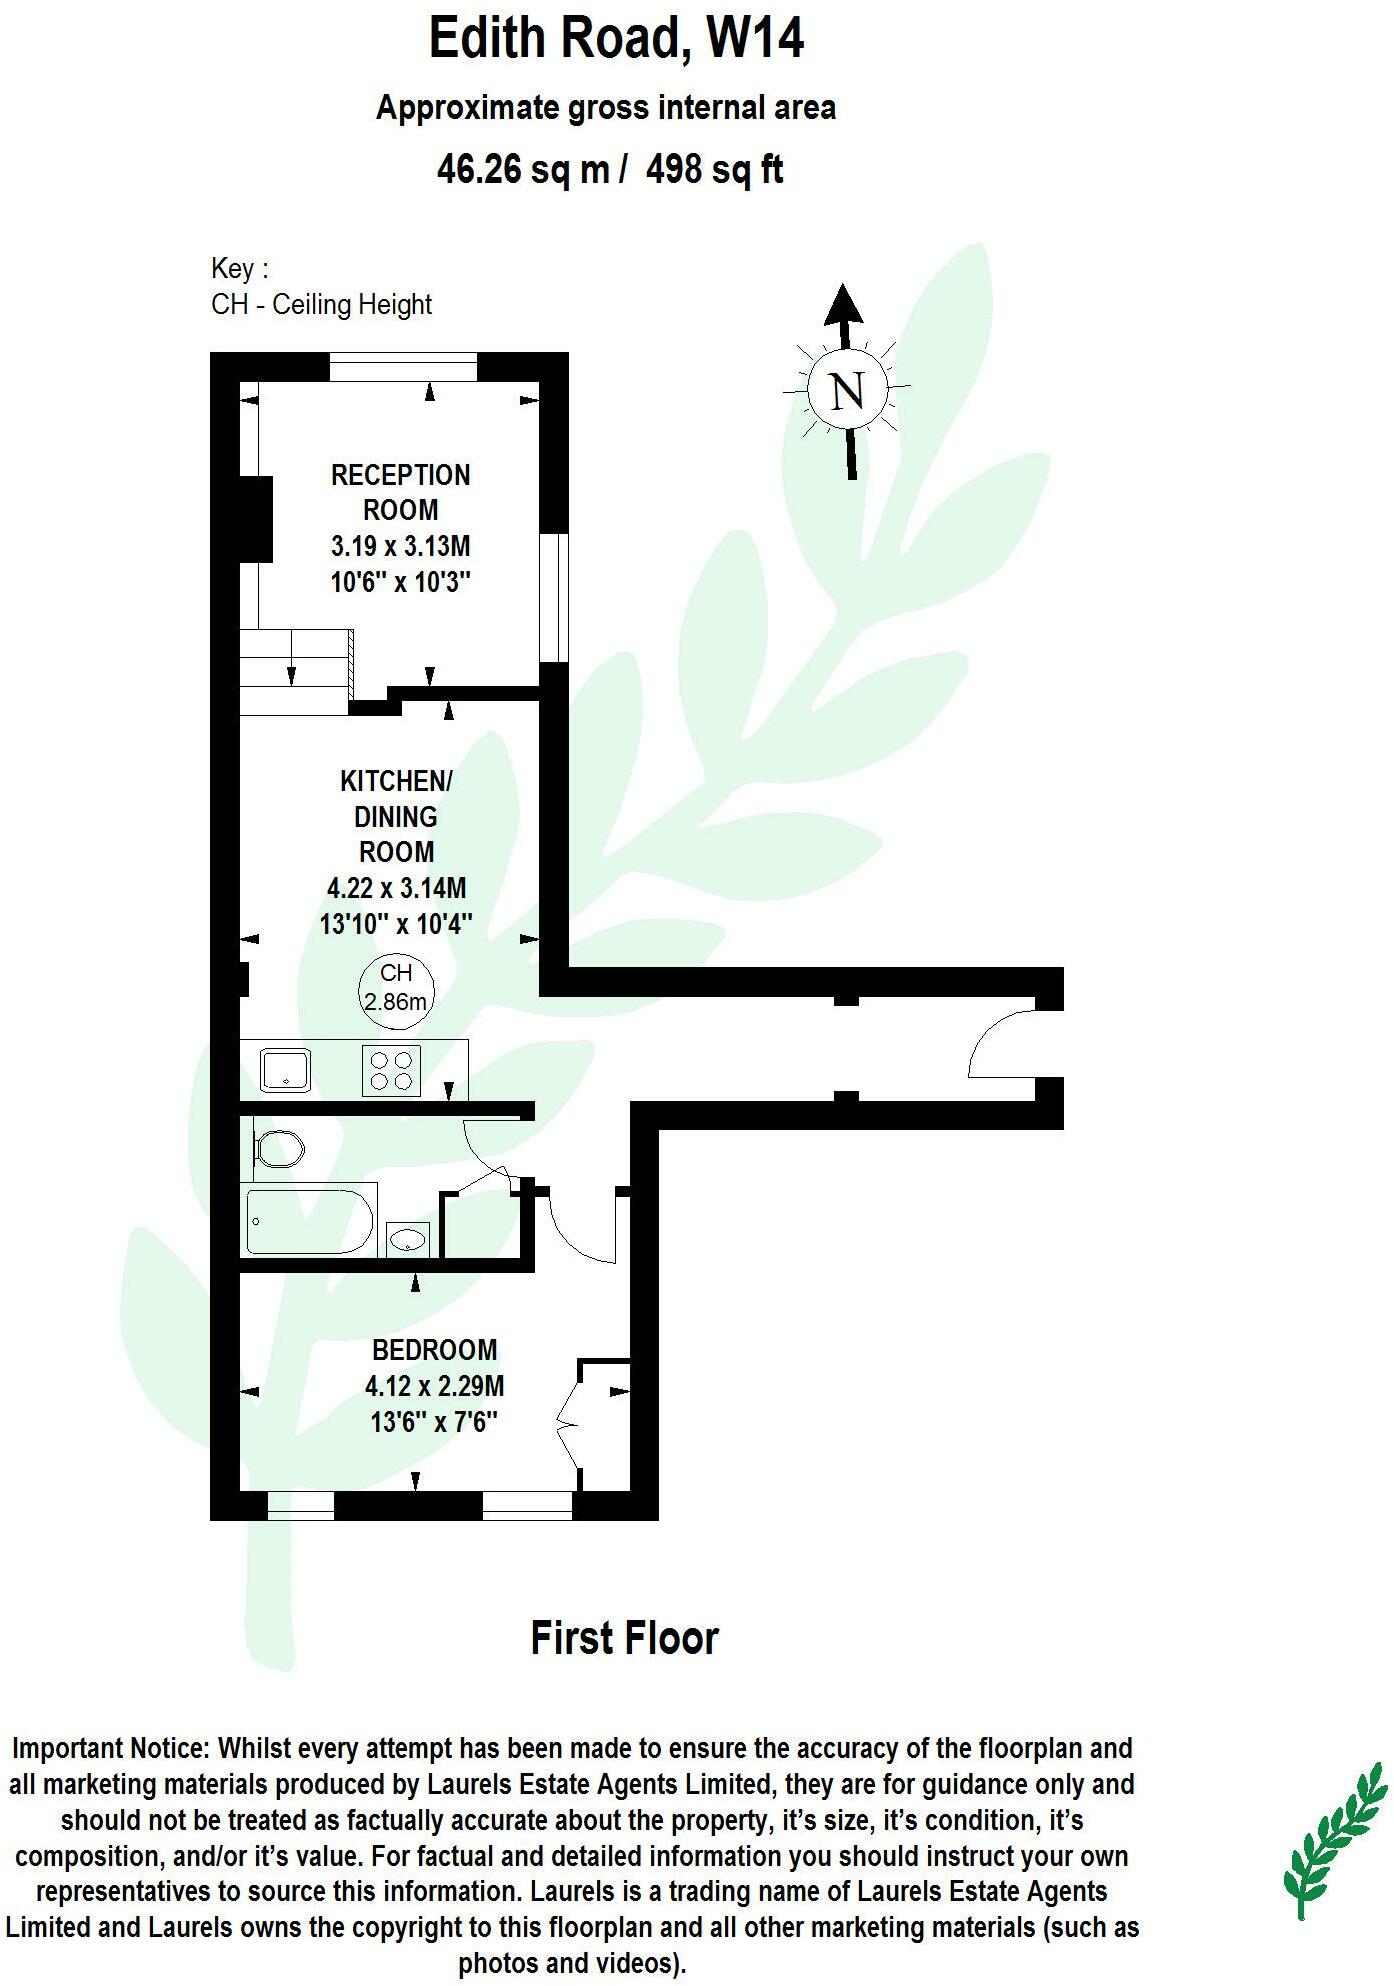 Edith Road, W14
Approximate gross internal area
46.26 sq m / 498 sq ft
Key :
CH - Ceiling Height
N
RECEPTION
ROOM
3.19 x 3.13M
10'6" x 10'3"
KITCHEN/
DINING
ROOM
4.22 x 3.14M
13'10" x 10'4"
CH
2.86m
BEDROOM
4.12 x 2.29M
13'6" x 7'6"
First Floor
Important Notice: Whilst every attempt has been made to ensure the accuracy of the floorplan and
all marketing materials produced by Laurels Estate Agents Limited, they are for guidance only and
should not be treated as factually accurate about the property, it’s size, it’s condition, it’s
composition, and/or it’s value. For factual and detailed information you should instruct your own
representatives to source this information. Laurels is a trading name of Laurels Estate Agents
Limited and Laurels owns the copyright to this floorplan and all other marketing materials (such as
photos and videos).